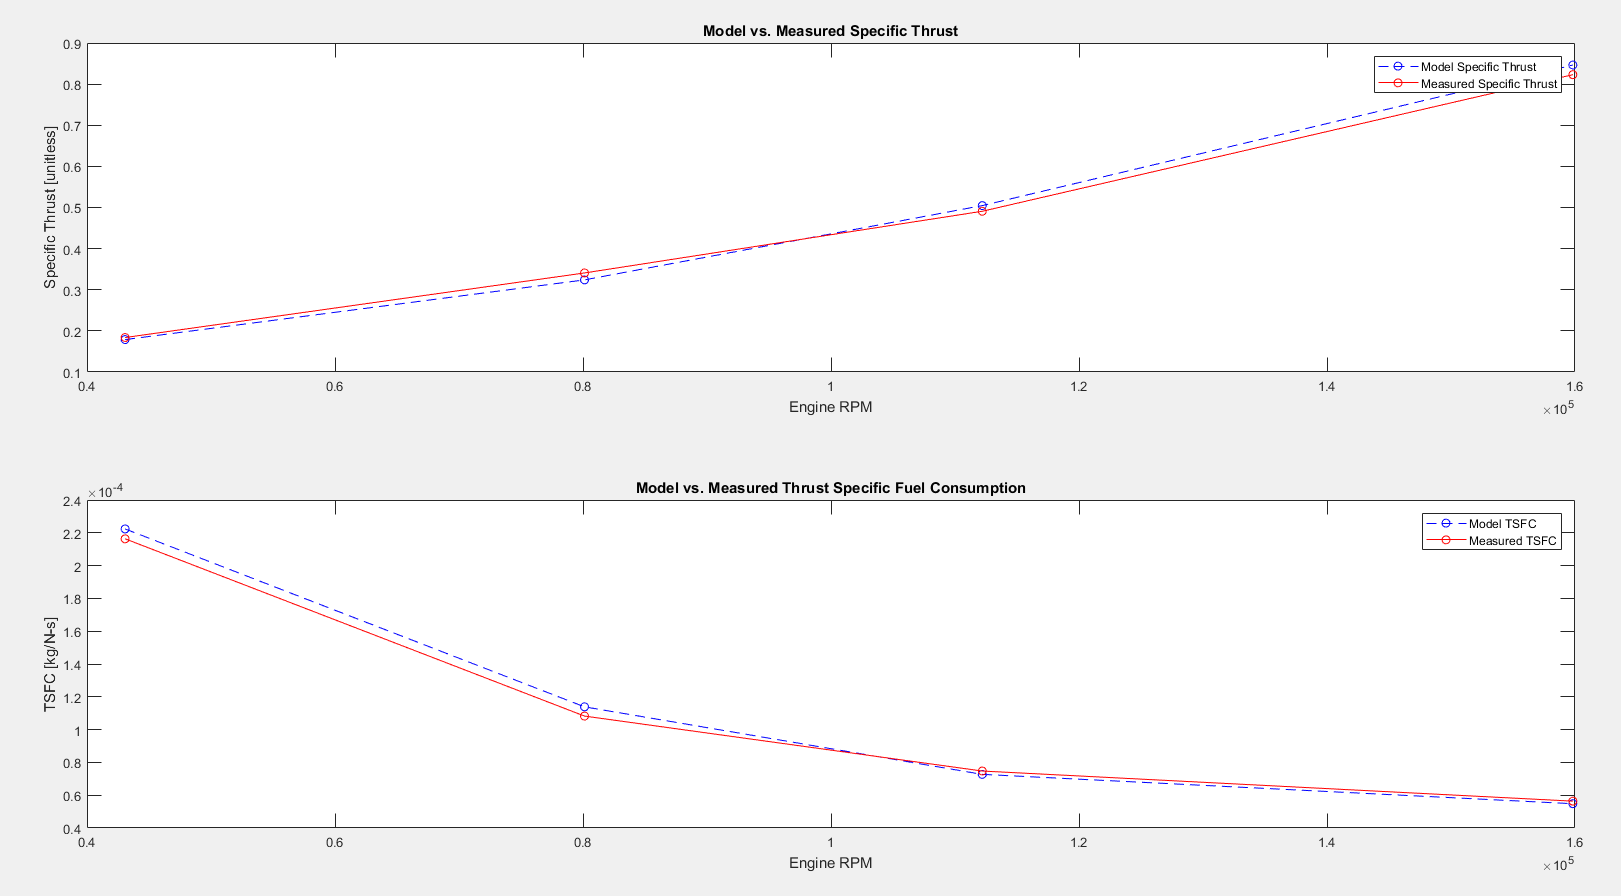 Model vs. Measured Specific Thrust
0.9
0.8
0.7
0.6
0.5
0.4
0.3
0.2
0.1
Specific Thrust [unitless]
Model Specific Thrust
Measured Specific Thrust
0.4 0.6 0.8 1 1.2 1.4 1.6
Engine RPM
×10^5
Model vs. Measured Thrust Specific Fuel Consumption
×10^-4
2.4
2.2
2
1.8
1.6
1.4
1.2
1
0.8
0.6
0.4
TSFC [kg/N-s]
Model TSFC
Measured TSFC
0.4 0.6 0.8 1 1.2 1.4 1.6
Engine RPM
×10^5